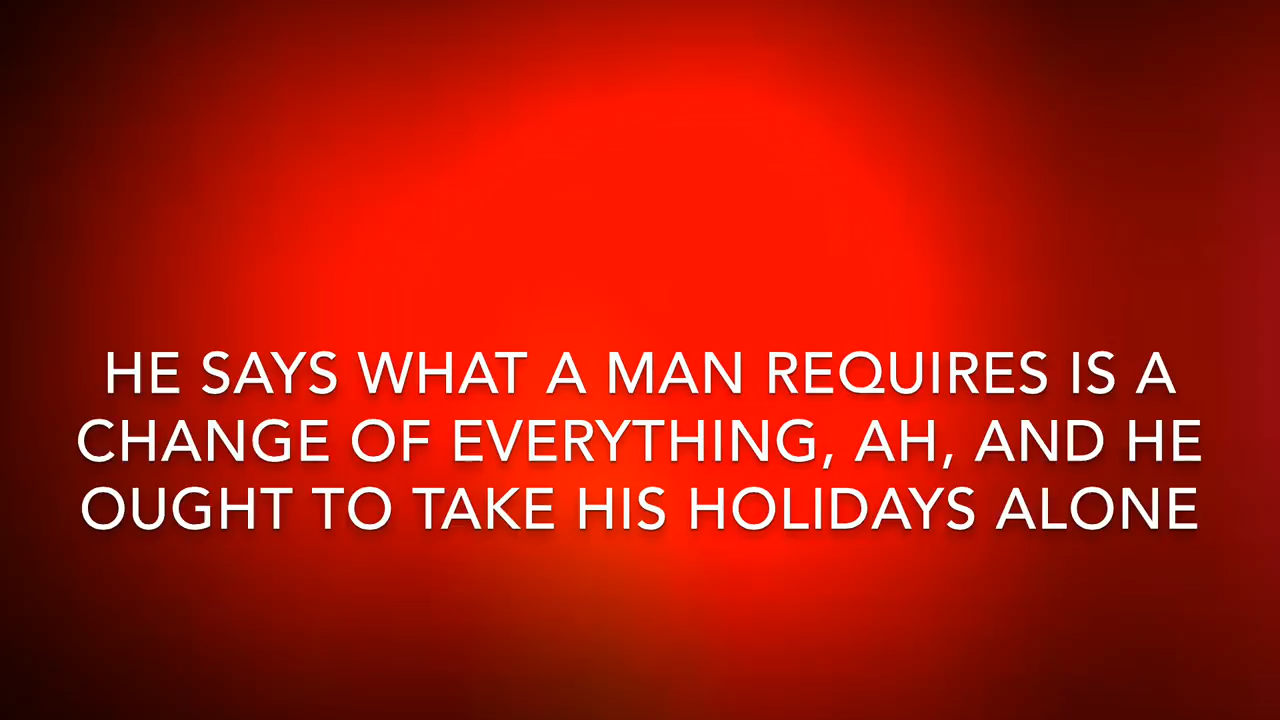 HE SAYS WHAT A MAN REQUIRES IS A
CHANGE OF EVERYTHING, AH, AND HE
OUGHT TO TAKE HIS HOLIDAYS ALONE